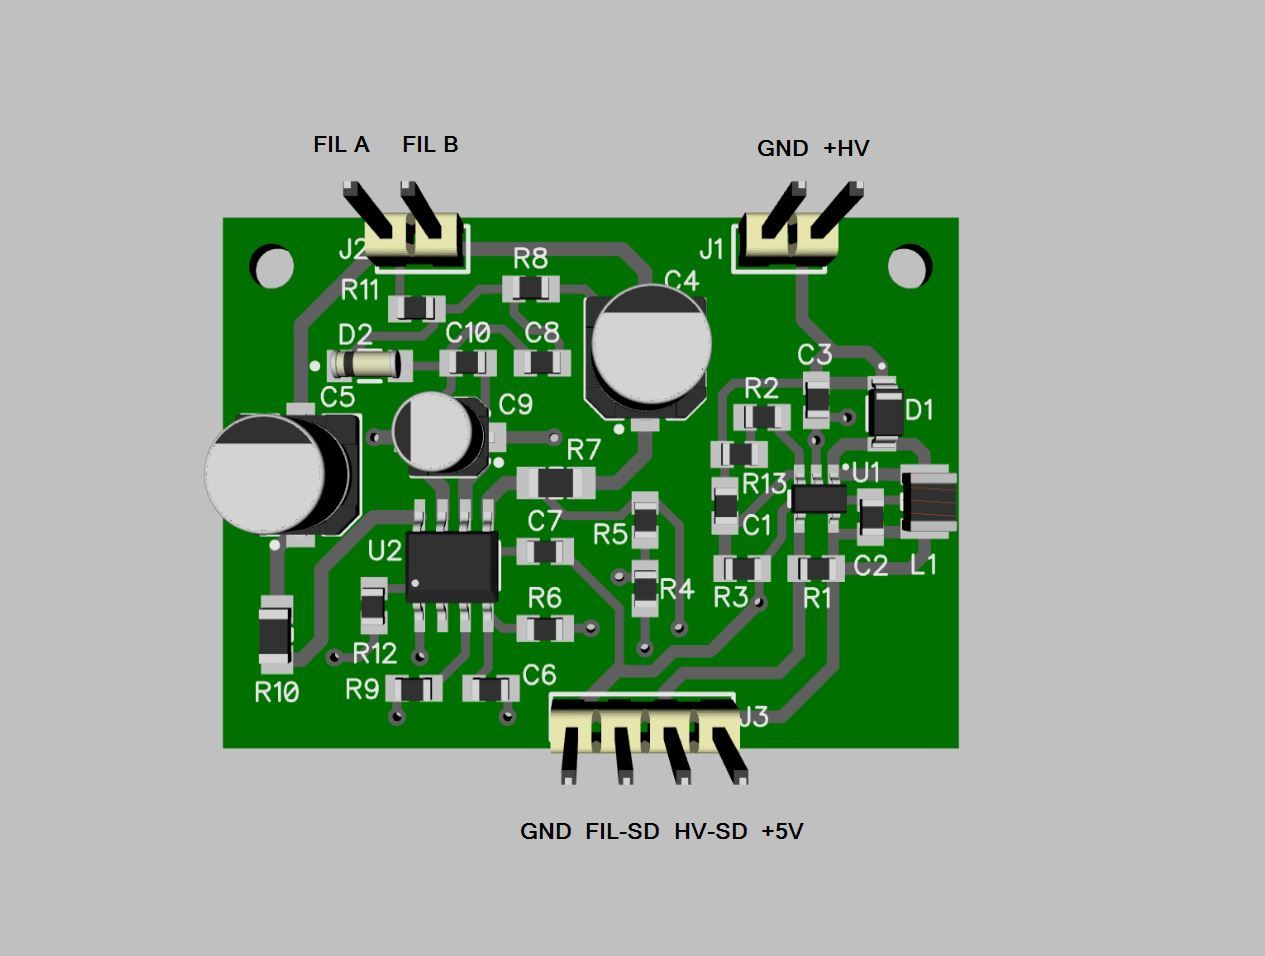 FIL A FIL B
GND +HV
J2
J1
R8
R11
C4
D2
C10
C8
C3
C5
C9
R2
D1
R7
R13
U1
C7
R5
C1
U2
C2
L1
R6
R4
R3
R1
R12
R9
C6
R10
J3
GND FIL-SD HV-SD +5V